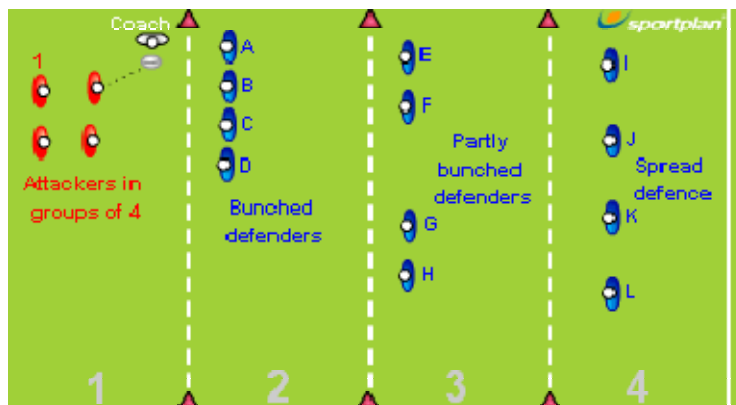 Coach
sportplan
1
Attackers in
groups of 4
A
B
C
D
Bunched
defenders
E
F
Partly
bunched
defenders
G
H
I
J
Spread
defence
K
L
1
2
3
4